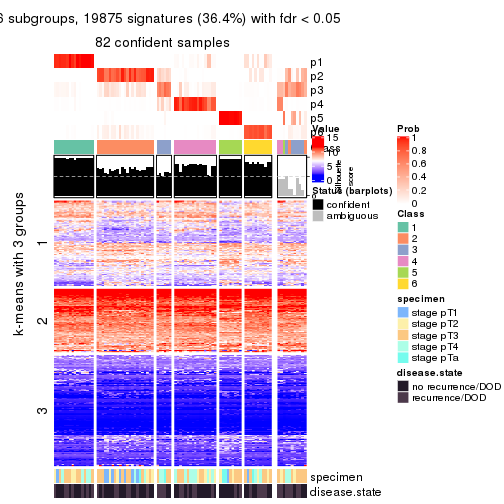 6 subgroups, 19875 signatures (36.4%) with fdr < 0.05
82 confident samples
p1
p2
p3
p4
p5
k-means with 3 groups
1
2
3
Value
15
10
5
0
Silhouette
score
Status (barplots)
confident
ambiguous
specimen
disease.state
Prob
1
0.8
0.6
0.4
0.2
0
Class
1
2
3
4
5
6
specimen
stage pT1
stage pT2
stage pT3
stage pT4
stage pTa
disease.state
no recurrence/DOD
recurrence/DOD